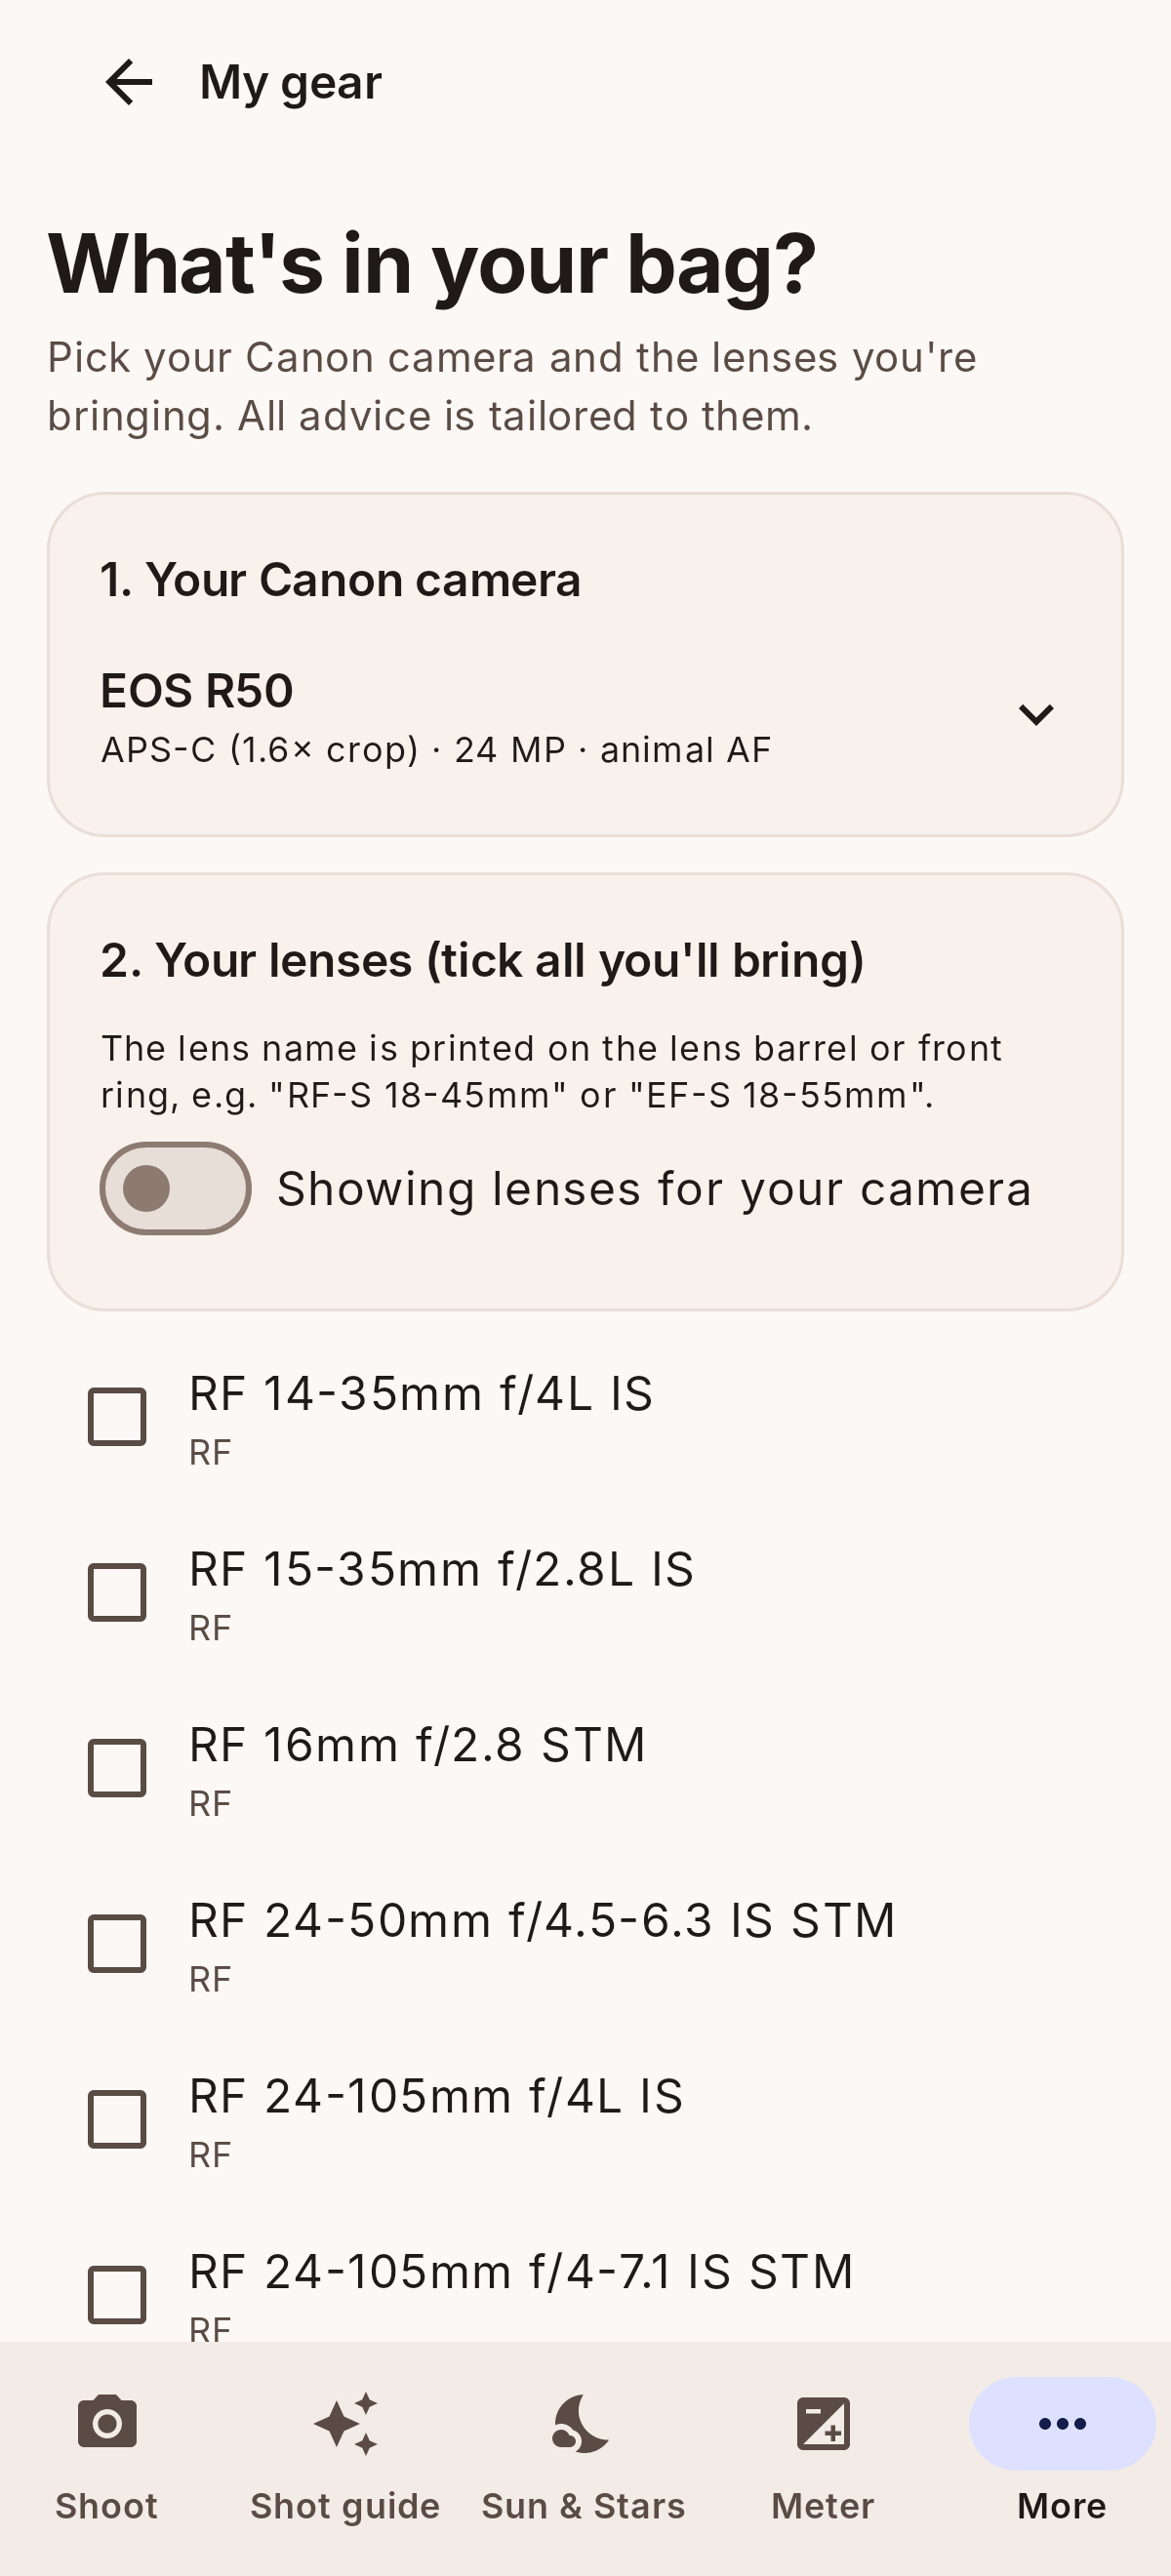 My gear
What's in your bag?
Pick your Canon camera and the lenses you're
bringing. All advice is tailored to them.
1. Your Canon camera
EOS R50
APS-C (1.6× crop) · 24 MP · animal AF
2. Your lenses (tick all you'll bring)
The lens name is printed on the lens barrel or front
ring, e.g. "RF-S 18-45mm" or "EF-S 18-55mm".
Showing lenses for your camera
RF 14-35mm f/4L IS
RF
RF 15-35mm f/2.8L IS
RF
RF 16mm f/2.8 STM
RF
RF 24-50mm f/4.5-6.3 IS STM
RF
RF 24-105mm f/4L IS
RF
RF 24-105mm f/4-7.1 IS STM
RF
Shoot
Shot guide
Sun & Stars
Meter
More